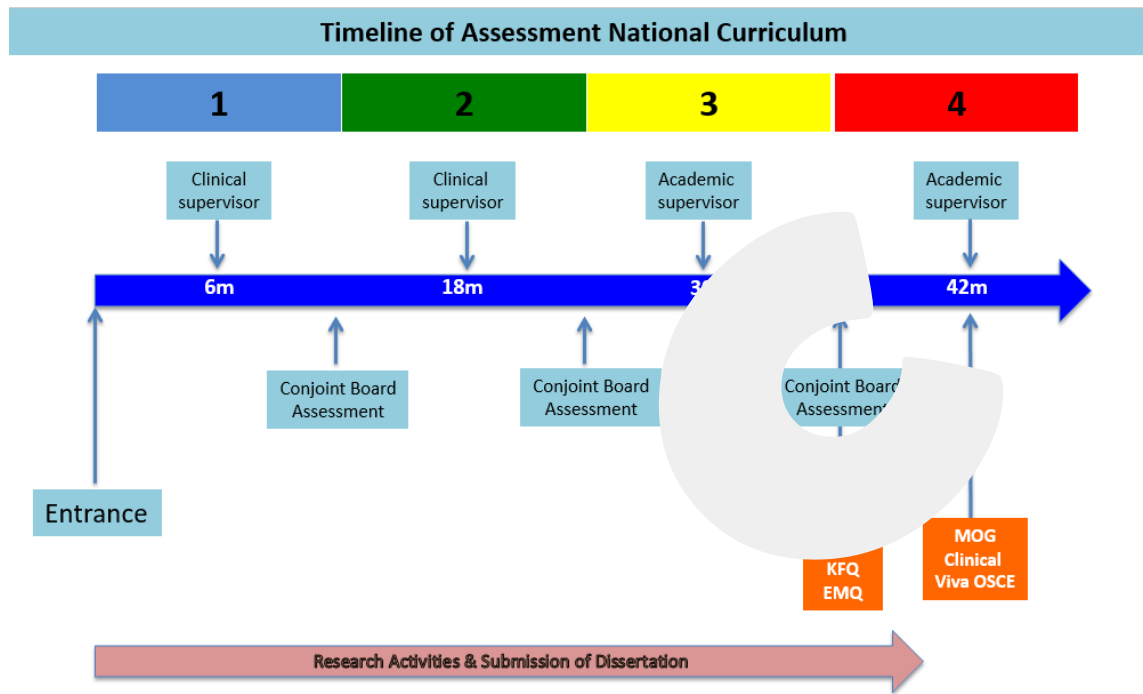 Timeline of Assessment National Curriculum
1
2
3
4
Clinical
supervisor
Clinical
supervisor
Academic
supervisor
Academic
supervisor
6m
18m
42m
Conjoint Board
Assessment
Conjoint Board
Assessment
Conjoint Board
Assessment
Entrance
KFQ
EMQ
MOG
Clinical
Viva OSCE
Research Activities & Submission of Dissertation